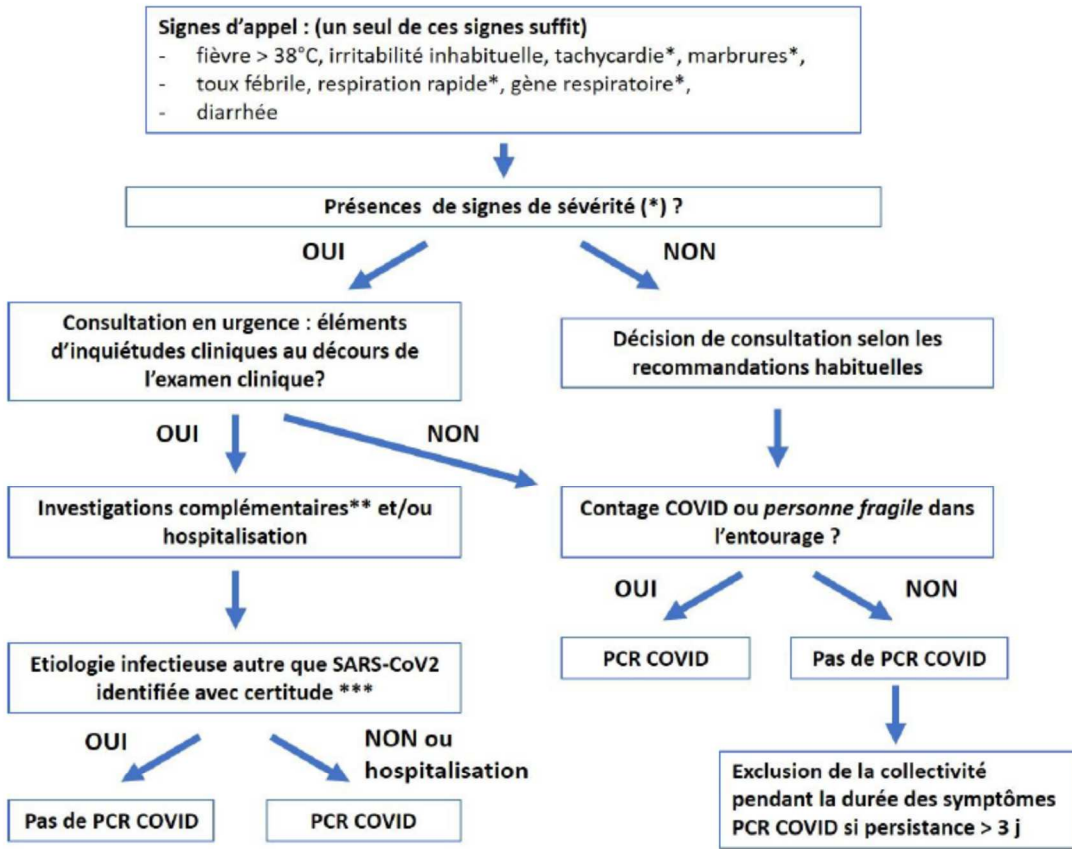 Signes d’appel : (un seul de ces signes suffit)
- fièvre > 38°C, irritabilité inhabituelle, tachycardie*, marbrures*,
- toux fébrile, respiration rapide*, gène respiratoire*,
- diarrhée
Présences de signes de sévérité (*) ?
OUI
NON
Consultation en urgence : éléments
d’inquiétudes cliniques au décours de
l’examen clinique?
Décision de consultation selon les
recommandations habituelles
OUI
NON
Investigations complémentaires** et/ou
hospitalisation
Contage COVID ou personne fragile dans
l’entourage ?
OUI
NON
Etiologie infectieuse autre que SARS-CoV2
identifiée avec certitude ***
PCR COVID
Pas de PCR COVID
OUI
NON ou
hospitalisation
Pas de PCR COVID
PCR COVID
Exclusion de la collectivité
pendant la durée des symptômes
PCR COVID si persistance > 3 j